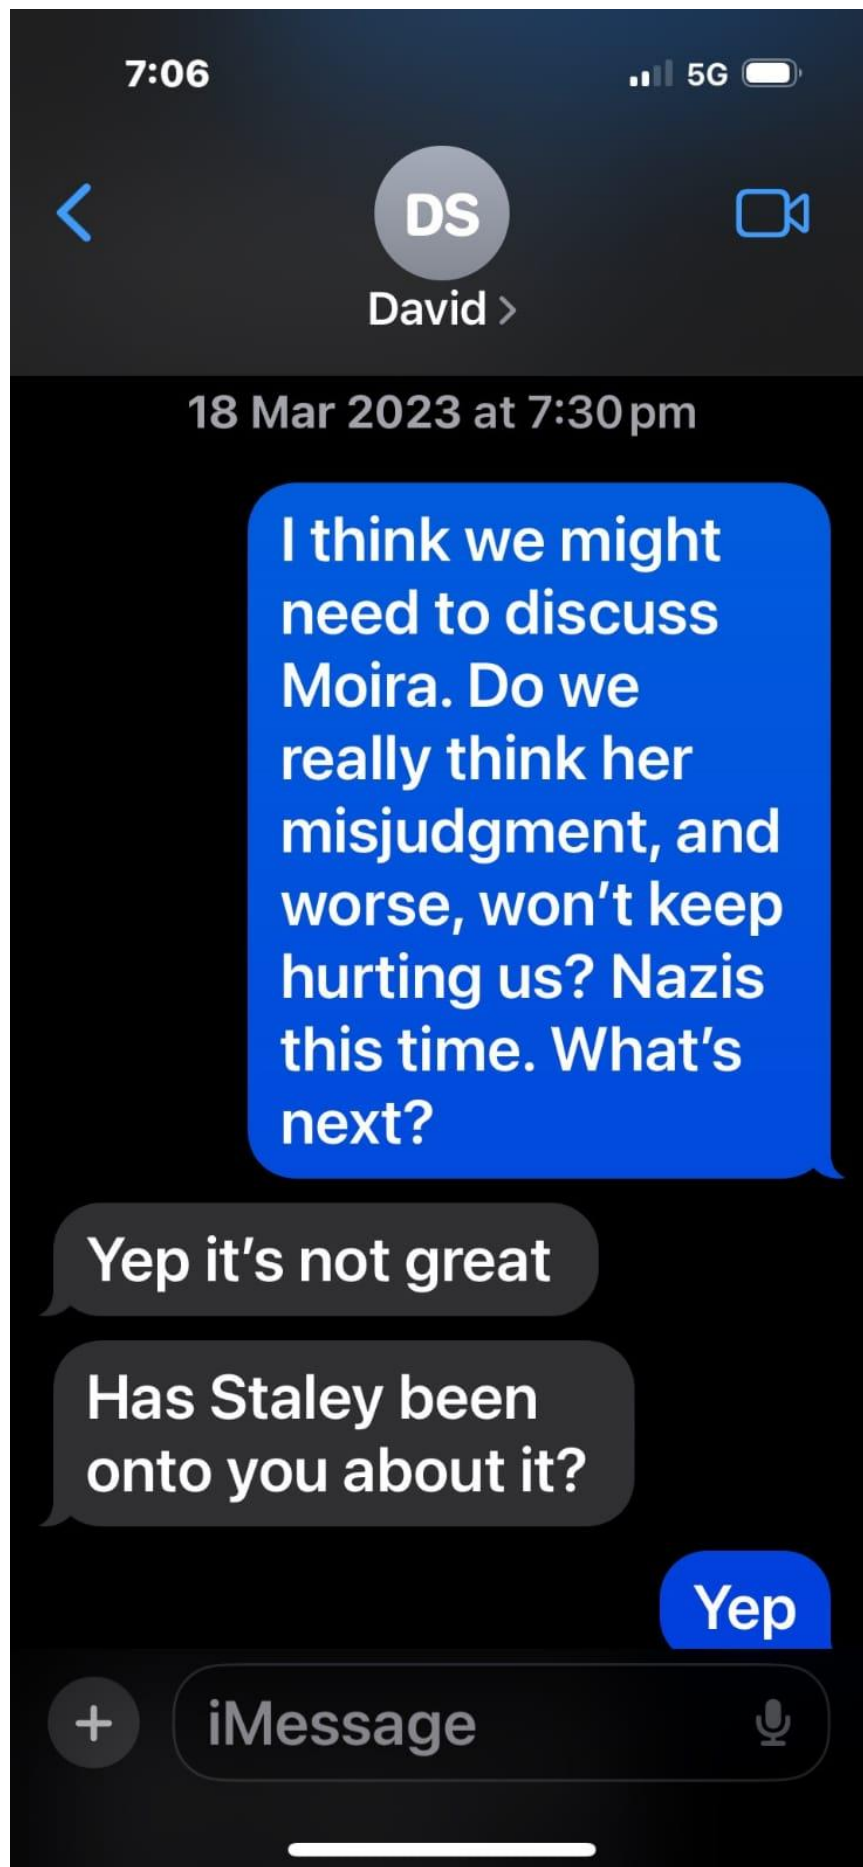 7:06
5G
DS
David
18 Mar 2023 at 7:30 pm
I think we might
need to discuss
Moira. Do we
really think her
misjudgment, and
worse, won’t keep
hurting us? Nazis
this time. What’s
next?
Yep it’s not great
Has Staley been
onto you about it?
Yep
iMessage